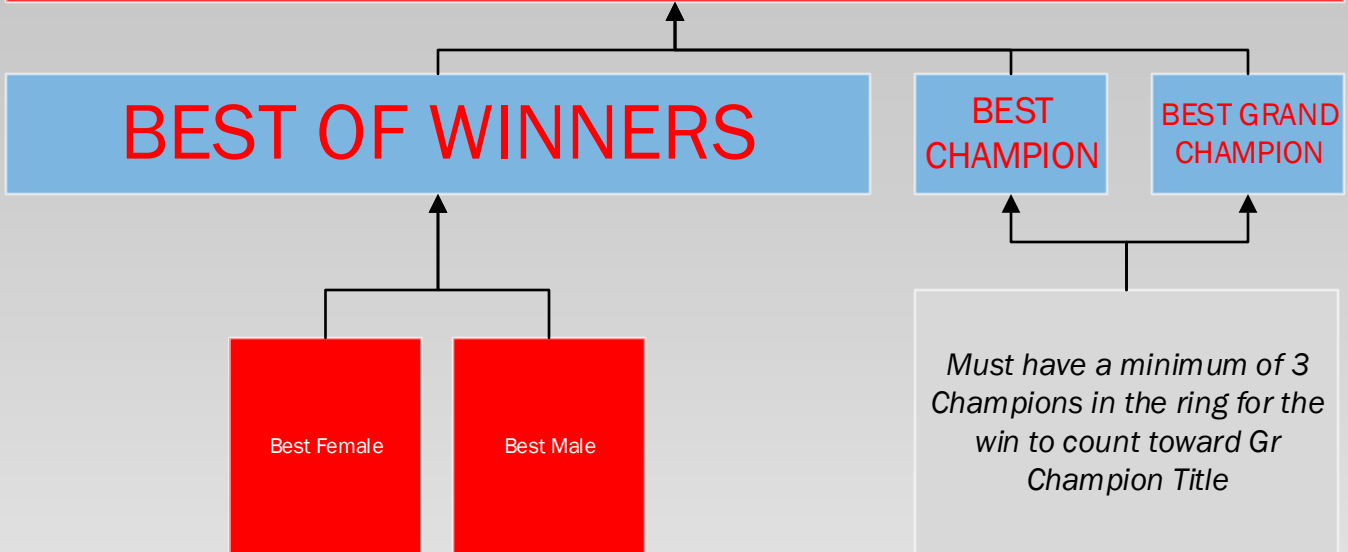 BEST OF WINNERS
BEST
CHAMPION
BEST GRAND
CHAMPION
Best Female
Best Male
Must have a minimum of 3
Champions in the ring for the
win to count toward Gr
Champion Title